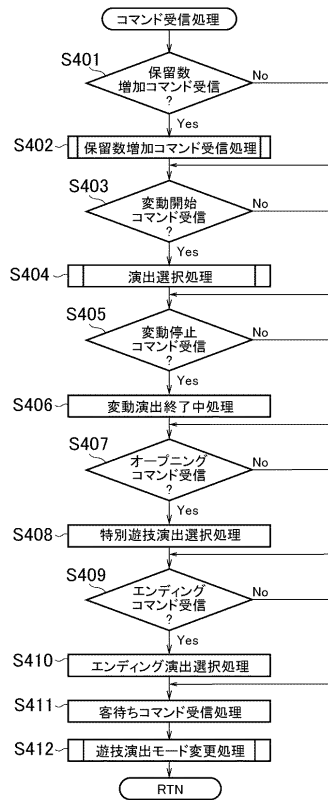 コマンド受信処理
S401
保留数
増加コマンド受信
?
No
Yes
S402
保留数増加コマンド受信処理
S403
変動開始
コマンド受信
?
No
Yes
S404
演出選択処理
S405
変動停止
コマンド受信
?
No
Yes
S406
変動演出終了中処理
S407
オープニング
コマンド受信
?
No
Yes
S408
特別遊技演出選択処理
S409
エンディング
コマンド受信
?
No
Yes
S410
エンディング演出選択処理
S411
客待ちコマンド受信処理
S412
遊技演出モード変更処理
RTN